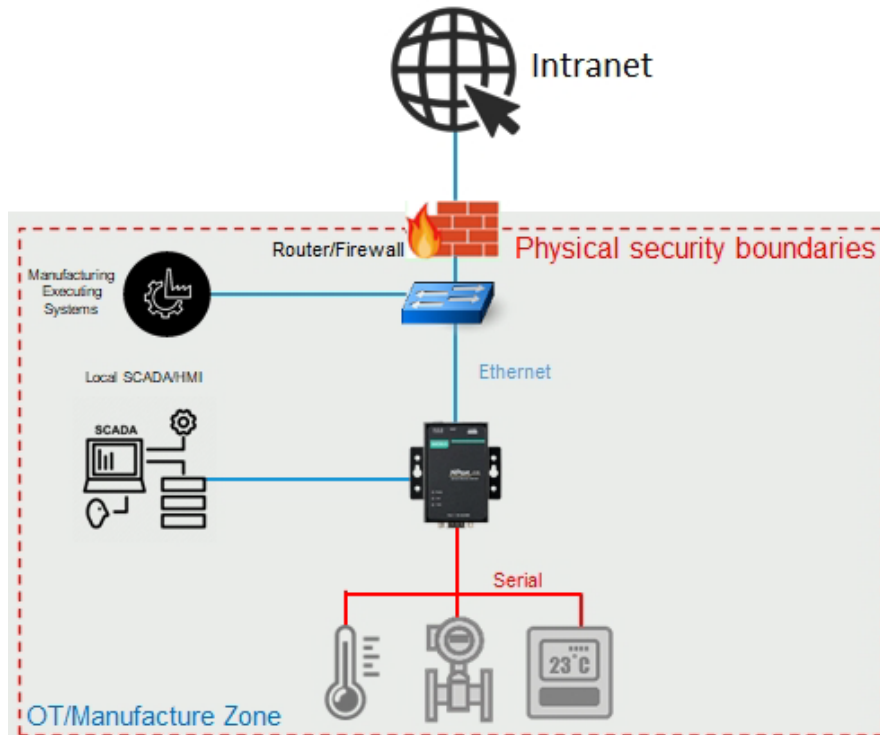 Intranet
Router/Firewall
Physical security boundaries
Manufacturing
Executing
Systems
Ethernet
Local SCADA/HMI
SCADA
Serial
23°C
OT/Manufacture Zone